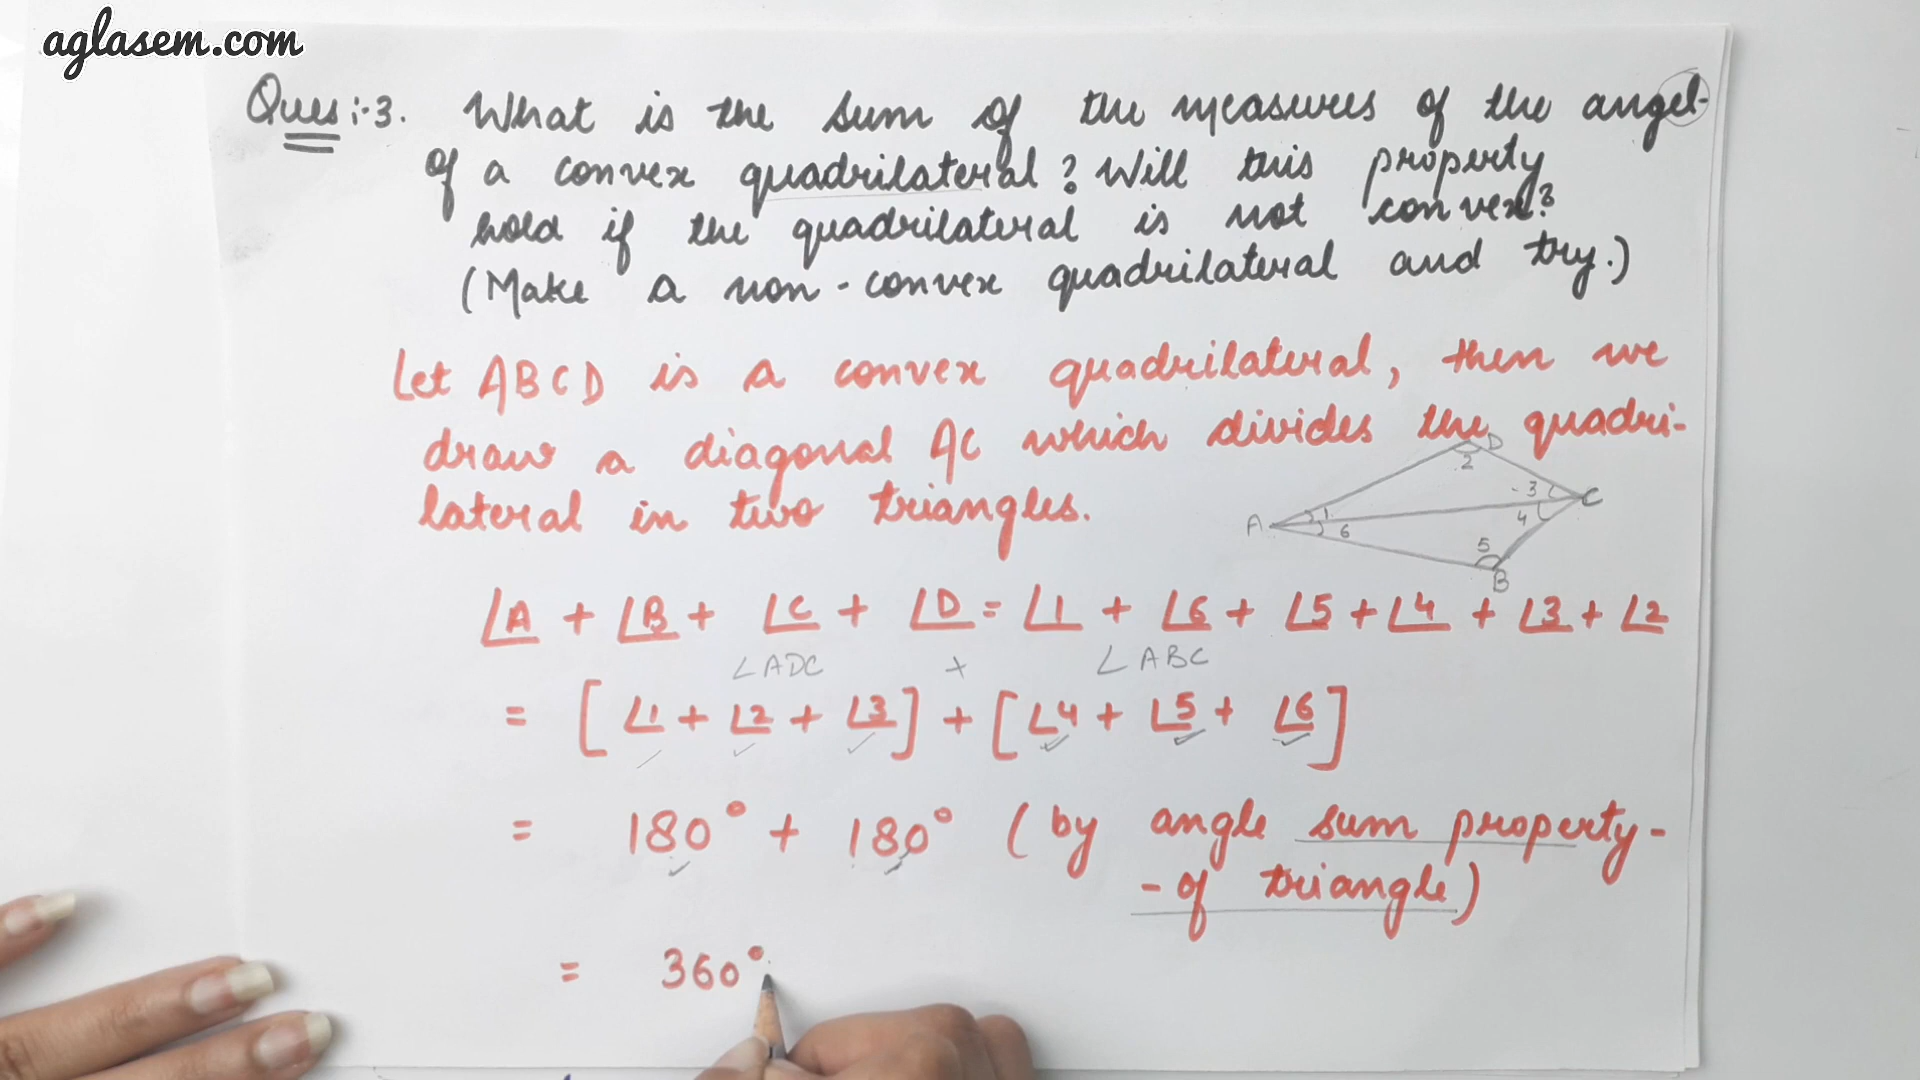 aglasem.com
Ques:-3. What is the sum of the measures of the angel-
of a convex quadrilateral? Will this property
hold if the quadrilateral is not convex?
(Make a non-convex quadrilateral and try.)
Let ABCD is a convex quadrilateral, then we
draw a diagonal AC which divides the quadri-
lateral in two triangles.
D
2
3
C
A
1
4
6
5
B
∠A + ∠B + ∠C + ∠D = ∠1 + ∠6 + ∠5 + ∠4 + ∠3 + ∠2
∠ADC + ∠ABC
= [∠1 + ∠2 + ∠3] + [∠4 + ∠5 + ∠6]
= 180° + 180° (by angle sum property-
-of triangle)
= 360°